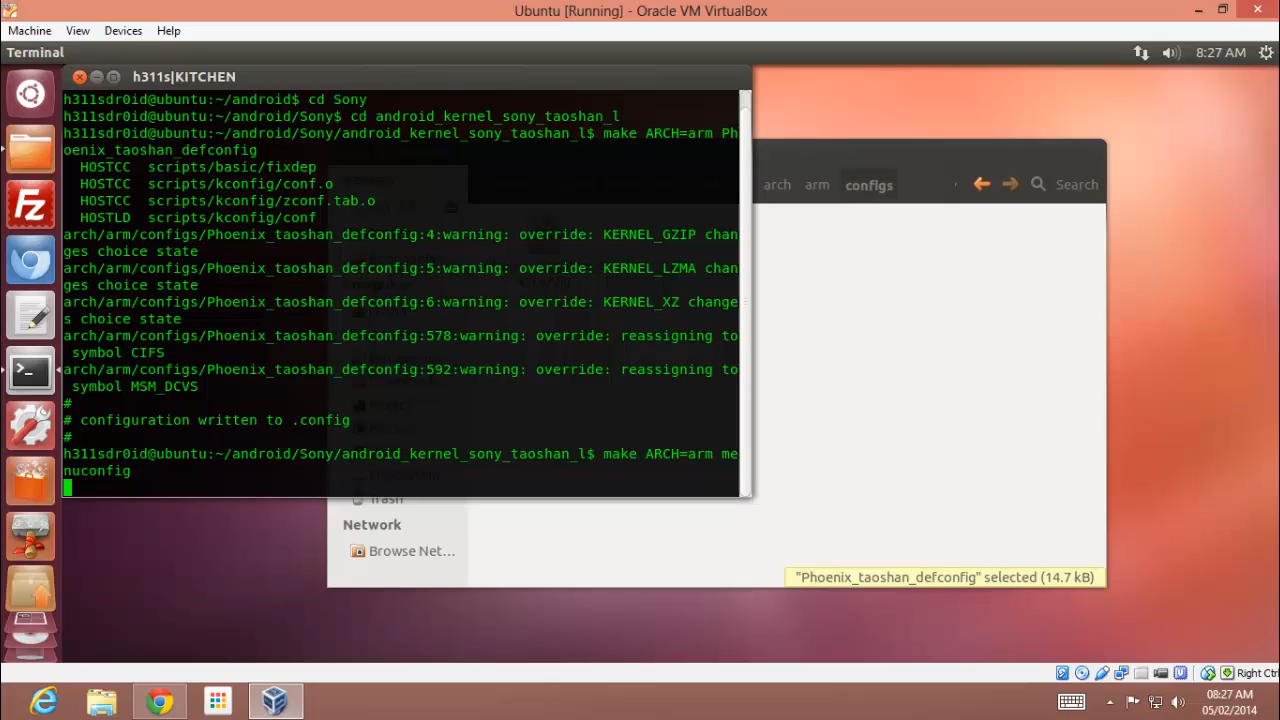 Ubuntu [Running] - Oracle VM VirtualBox
Machine View Devices Help
Terminal
8:27 AM
h311s|KITCHEN
h311sdr0id@ubuntu:~/android$ cd Sony
h311sdr0id@ubuntu:~/android/Sony$ cd android_kernel_sony_taoshan_l
h311sdr0id@ubuntu:~/android/Sony/android_kernel_sony_taoshan_l$ make ARCH=arm Ph
oenix_taoshan_defconfig
HOSTCC scripts/basic/fixdep
HOSTCC scripts/kconfig/conf.o
HOSTCC scripts/kconfig/zconf.tab.o
HOSTLD scripts/kconfig/conf
arch/arm/configs/Phoenix_taoshan_defconfig:4:warning: override: KERNEL_GZIP chan
ges choice state
arch/arm/configs/Phoenix_taoshan_defconfig:5:warning: override: KERNEL_LZMA chan
ges choice state
arch/arm/configs/Phoenix_taoshan_defconfig:6:warning: override: KERNEL_XZ change
s choice state
arch/arm/configs/Phoenix_taoshan_defconfig:578:warning: override: reassigning to
symbol CIFS
arch/arm/configs/Phoenix_taoshan_defconfig:592:warning: override: reassigning to
symbol MSM_DCVS
#
# configuration written to .config
#
h311sdr0id@ubuntu:~/android/Sony/android_kernel_sony_taoshan_l$ make ARCH=arm me
nuconfig
arch arm configs Search
Trash
Network
Browse Net...
"Phoenix_taoshan_defconfig" selected (14.7 kB)
Right Ctrl
08:27 AM
05/02/2014